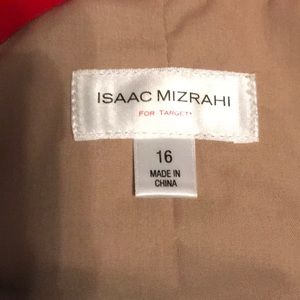 ISAAC MIZRAHI
FOR TARGET
16
MADE IN
CHINA